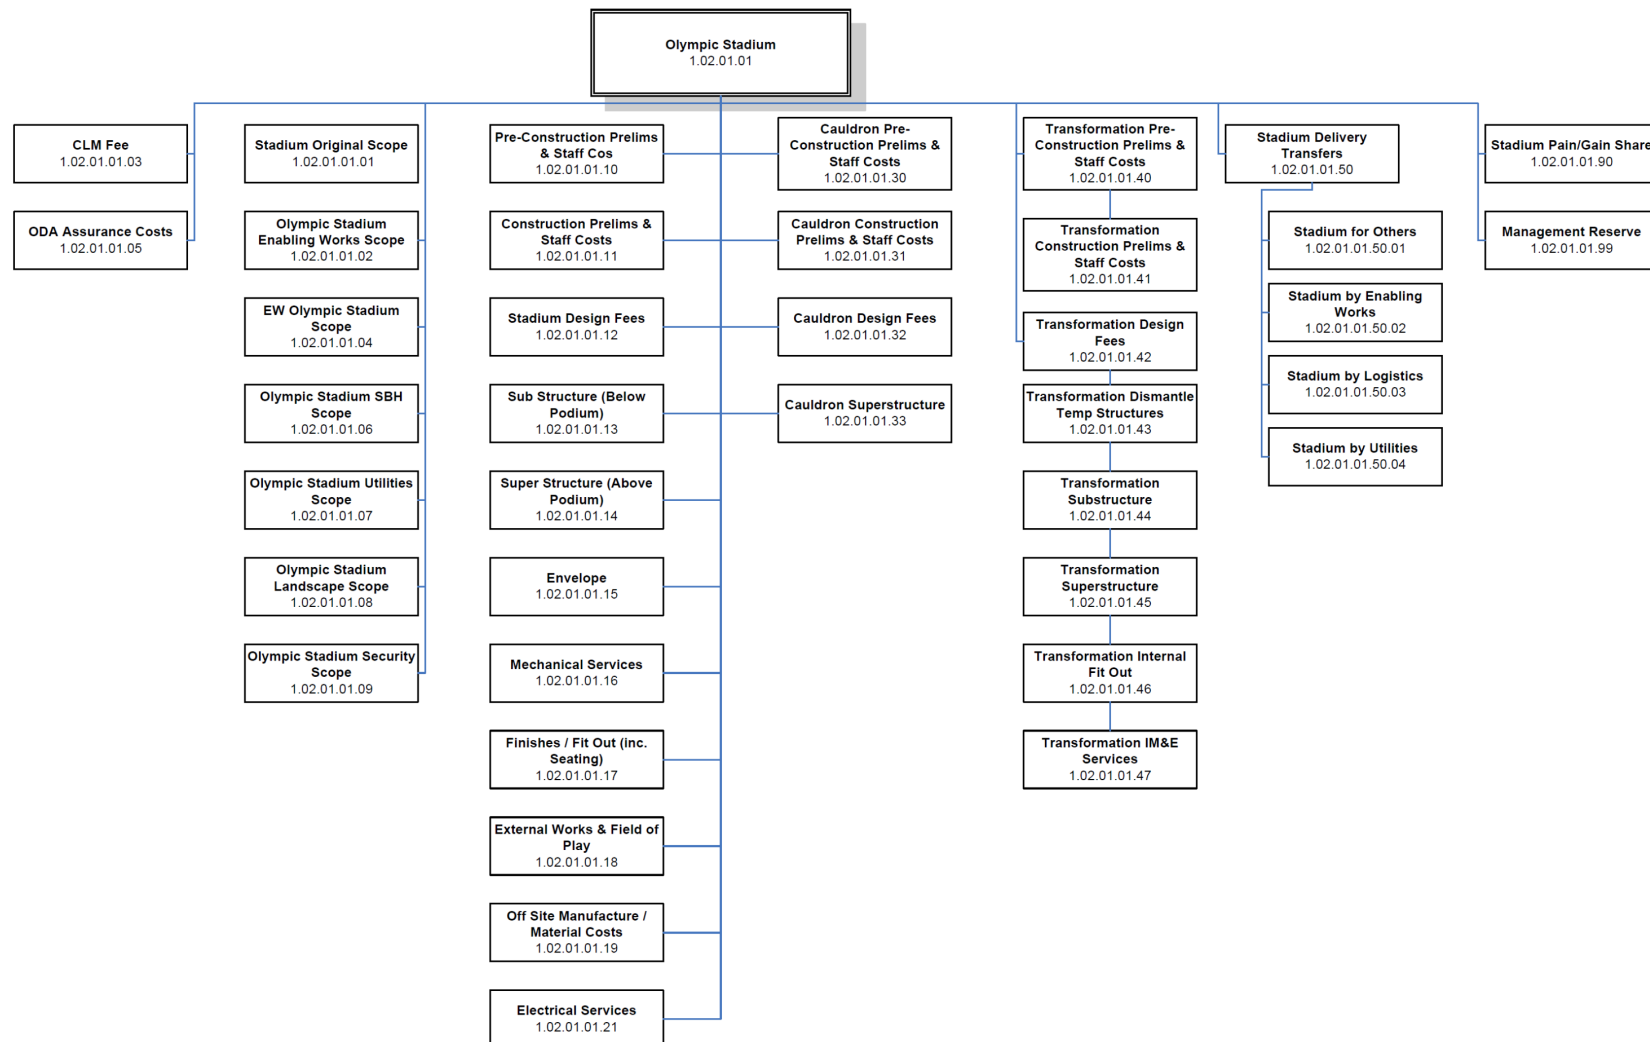 Olympic Stadium
1.02.01.01
CLM Fee
1.02.01.01.03
ODA Assurance Costs
1.02.01.01.05
Stadium Original Scope
1.02.01.01.01
Olympic Stadium
Enabling Works Scope
1.02.01.01.02
EW Olympic Stadium
Scope
1.02.01.01.04
Olympic Stadium SBH
Scope
1.02.01.01.06
Olympic Stadium Utilities
Scope
1.02.01.01.07
Olympic Stadium
Landscape Scope
1.02.01.01.08
Olympic Stadium Security
Scope
1.02.01.01.09
Pre-Construction Prelims
& Staff Cos
1.02.01.01.10
Construction Prelims &
Staff Costs
1.02.01.01.11
Stadium Design Fees
1.02.01.01.12
Sub Structure (Below
Podium)
1.02.01.01.13
Super Structure (Above
Podium)
1.02.01.01.14
Envelope
1.02.01.01.15
Mechanical Services
1.02.01.01.16
Finishes / Fit Out (inc.
Seating)
1.02.01.01.17
External Works & Field of
Play
1.02.01.01.18
Off Site Manufacture /
Material Costs
1.02.01.01.19
Electrical Services
1.02.01.01.21
Cauldron Pre-
Construction Prelims
& Staff Costs
1.02.01.01.30
Cauldron Construction
Prelims & Staff Costs
1.02.01.01.31
Cauldron Design Fees
1.02.01.01.32
Cauldron Superstructure
1.02.01.01.33
Transformation Pre-
Construction Prelims &
Staff Costs
1.02.01.01.40
Transformation
Construction Prelims &
Staff Costs
1.02.01.01.41
Transformation Design
Fees
1.02.01.01.42
Transformation Dismantle
Temp Structures
1.02.01.01.43
Transformation
Substructure
1.02.01.01.44
Transformation
Superstructure
1.02.01.01.45
Transformation Internal
Fit Out
1.02.01.01.46
Transformation IM&E
Services
1.02.01.01.47
Stadium Delivery
Transfers
1.02.01.01.50
Stadium for Others
1.02.01.01.50.01
Stadium by Enabling
Works
1.02.01.01.50.02
Stadium by Logistics
1.02.01.01.50.03
Stadium by Utilities
1.02.01.01.50.04
Stadium Pain/Gain Share
1.02.01.01.90
Management Reserve
1.02.01.01.99